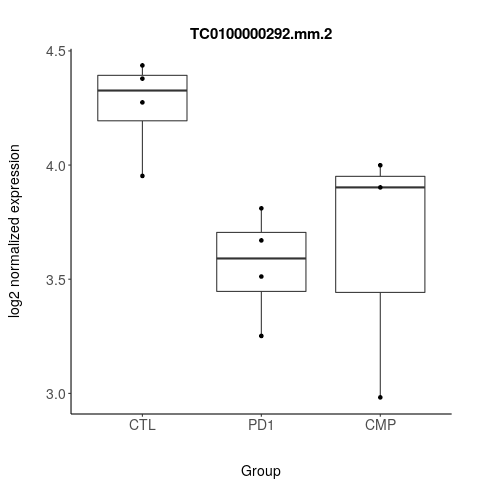 TC0100000292.mm.2
4.5
4.0
3.5
3.0
log2 normalized expression
CTL
PD1
CMP
Group